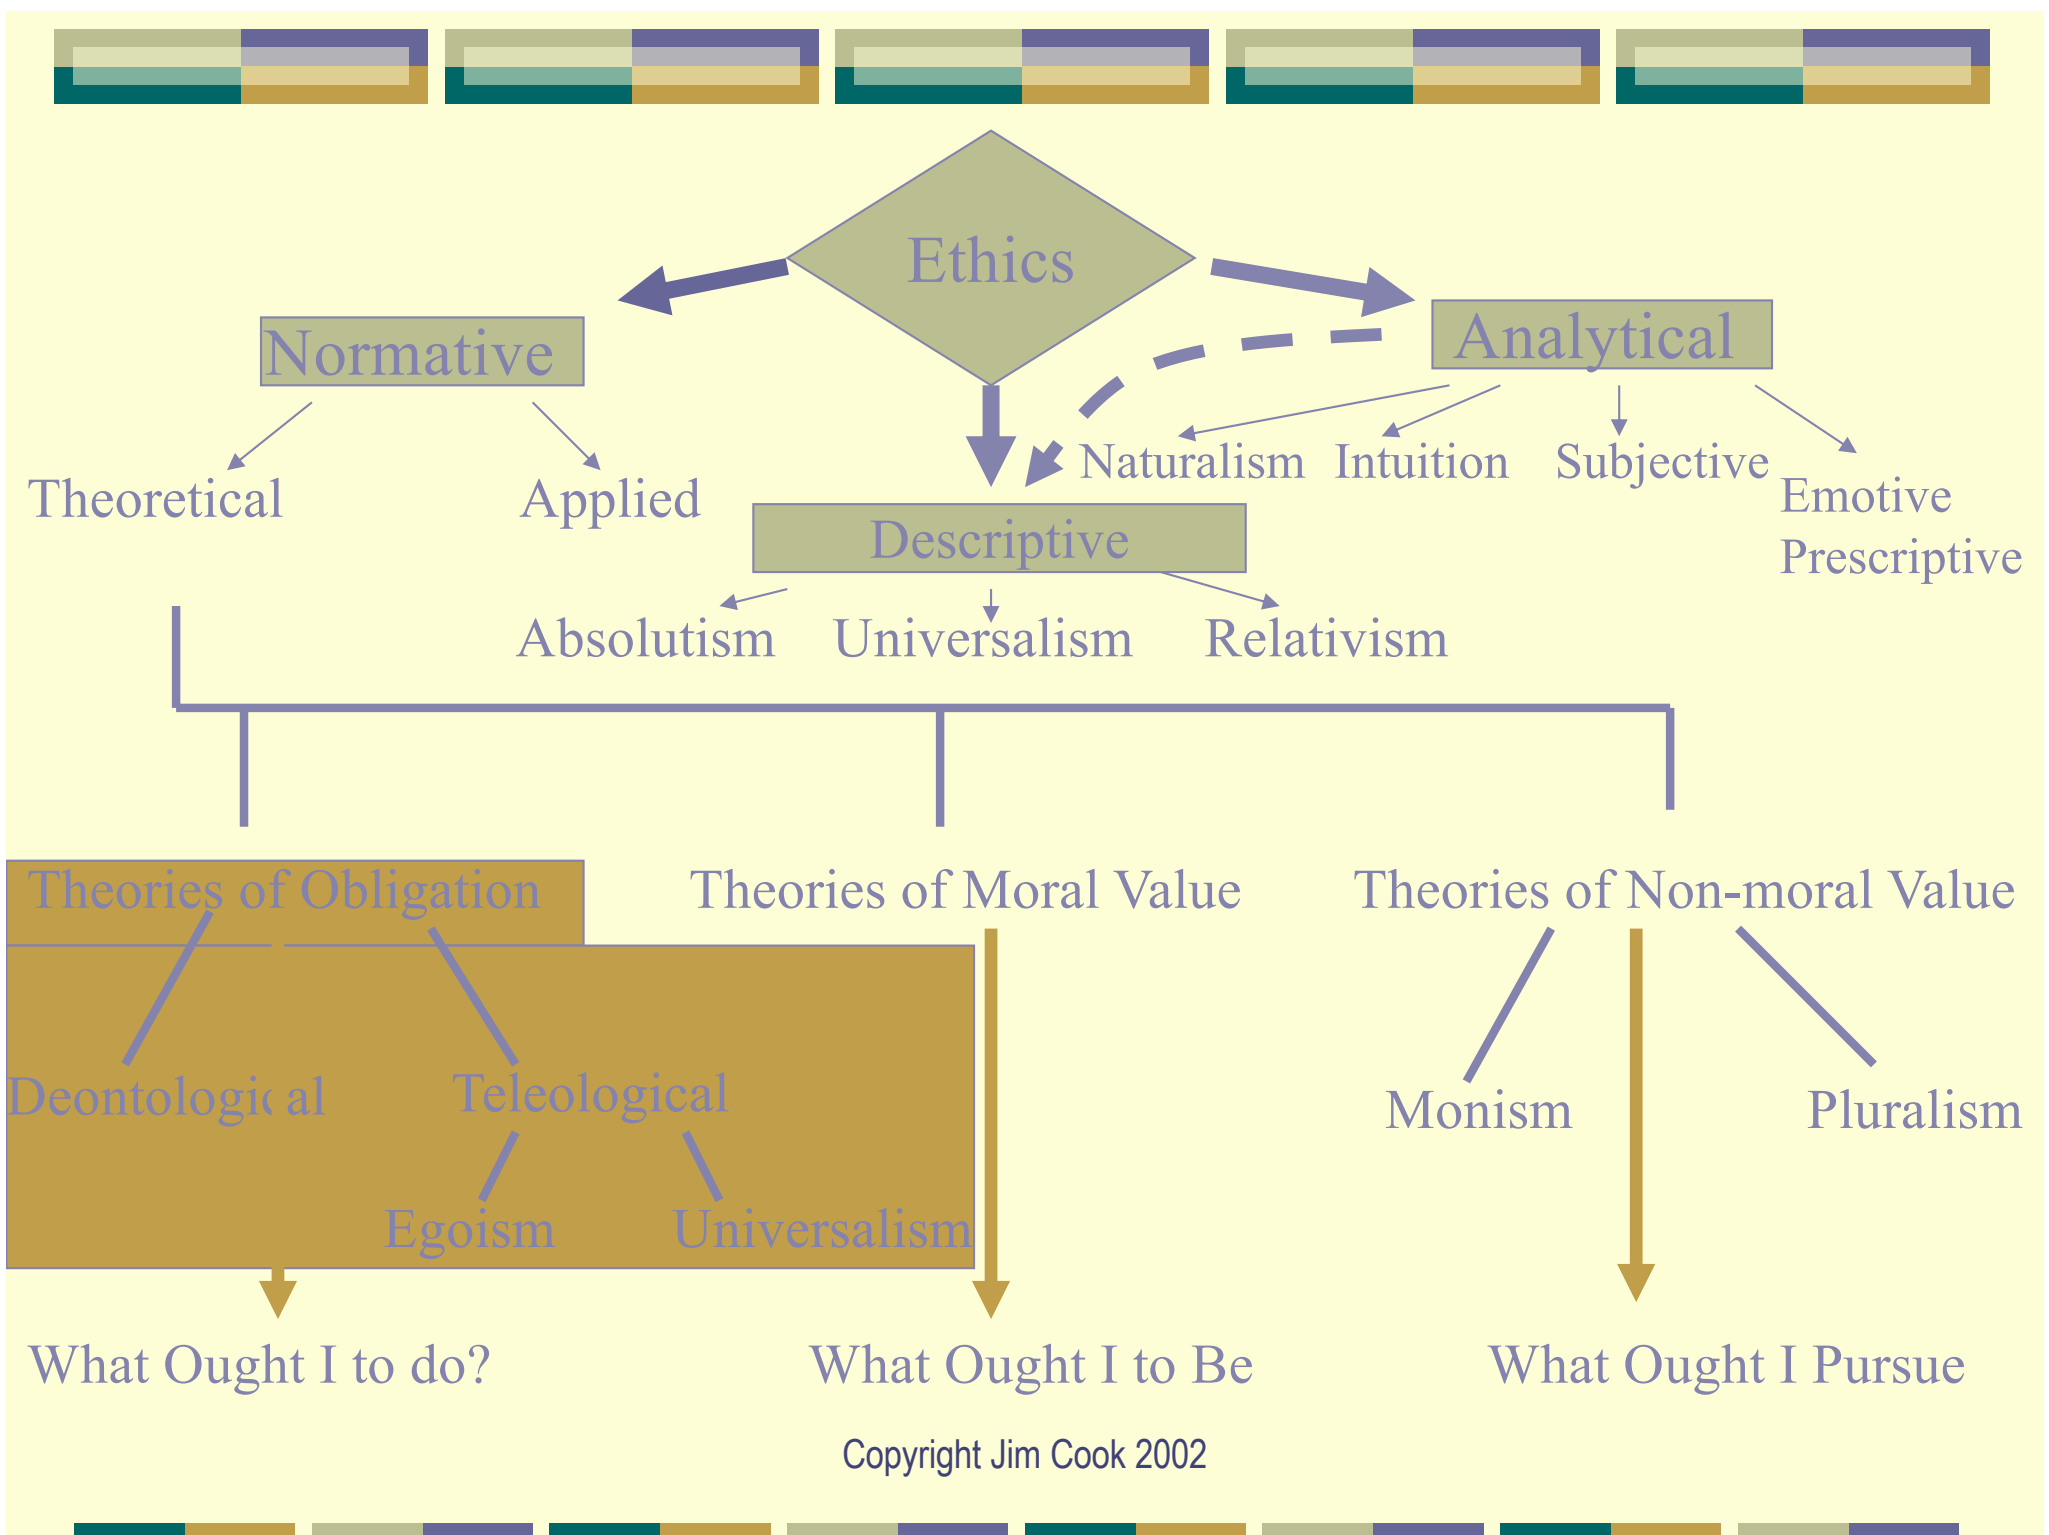 Ethics
Normative
Analytical
Theoretical
Applied
Naturalism
Intuition
Subjective
Emotive
Prescriptive
Descriptive
Absolutism
Universalism
Relativism
Theories of Obligation
Theories of Moral Value
Theories of Non-moral Value
Deontological
Teleological
Monism
Pluralism
Egoism
Universalism
What Ought I to do?
What Ought I to Be
What Ought I Pursue
Copyright Jim Cook 2002